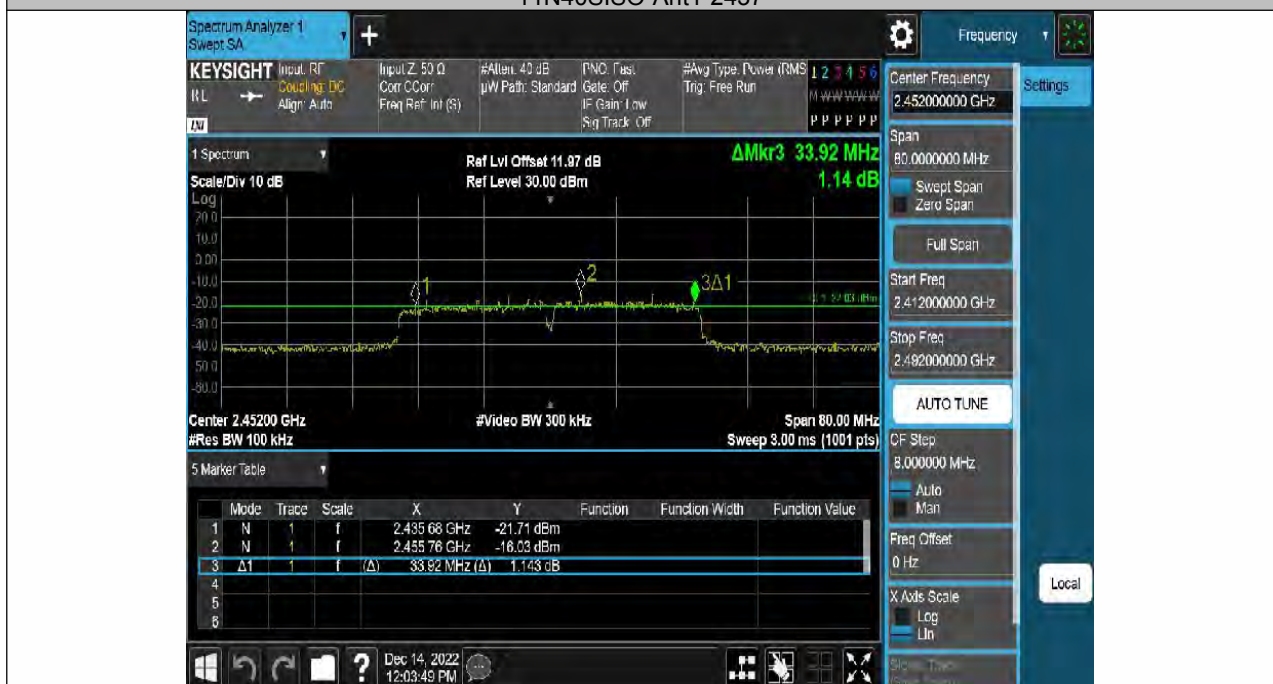 11N40SISO-Ant1-2437
Spectrum Analyzer 1
Swept SA
+
Frequency
KEYSIGHT
RL
Input: RF
Coupling: DC
Align: Auto
Input Z: 50 Ω
Corr CCorr
Freq Ref: Int (S)
#Atten: 40 dB
µW Path: Standard
PNO: Fast
Gate: Off
IF Gain: Low
Sig Track: Off
#Avg Type: Power (RMS
Trig: Free Run
1 2 3 4 5 6
M W W W W W
P P P P P P
Center Frequency
2.452000000 GHz
Settings
Span
80.0000000 MHz
Swept Span
Zero Span
Full Span
Start Freq
2.412000000 GHz
Stop Freq
2.492000000 GHz
AUTO TUNE
CF Step
8.000000 MHz
Auto
Man
Freq Offset
0 Hz
X Axis Scale
Log
Lin
Local
1 Spectrum
Scale/Div 10 dB
Ref Lvl Offset 11.97 dB
Ref Level 30.00 dBm
ΔMkr3 33.92 MHz
1.14 dB
Log
20.0
10.0
0.00
-10.0
-20.0
-30.0
-40.0
-50.0
-60.0
1
2
3Δ1
Center 2.45200 GHz
#Video BW 300 kHz
Span 80.00 MHz
#Res BW 100 kHz
Sweep 3.00 ms (1001 pts)
5 Marker Table
Mode Trace Scale X Y Function Function Width Function Value
1 N 1 f 2.435 68 GHz -21.71 dBm
2 N 1 f 2.455 76 GHz -16.03 dBm
3 Δ1 1 f (Δ) 33.92 MHz (Δ) 1.143 dB
4
5
6
?
Dec 14, 2022
12:03:49 PM